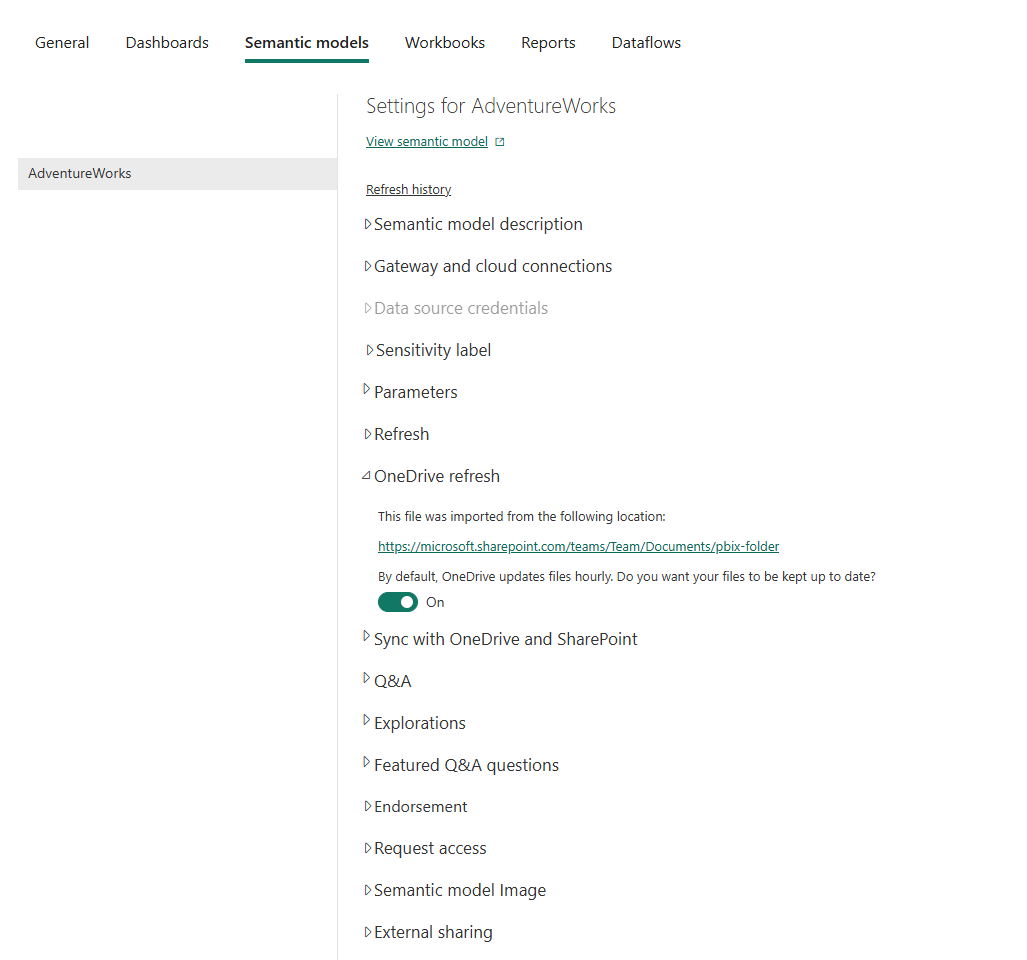 General Dashboards Semantic models Workbooks Reports Dataflows
AdventureWorks
Settings for AdventureWorks
View semantic model
Refresh history
Semantic model description
Gateway and cloud connections
Data source credentials
Sensitivity label
Parameters
Refresh
OneDrive refresh
This file was imported from the following location:
https://microsoft.sharepoint.com/teams/Team/Documents/pbix-folder
By default, OneDrive updates files hourly. Do you want your files to be kept up to date?
On
Sync with OneDrive and SharePoint
Q&A
Explorations
Featured Q&A questions
Endorsement
Request access
Semantic model Image
External sharing